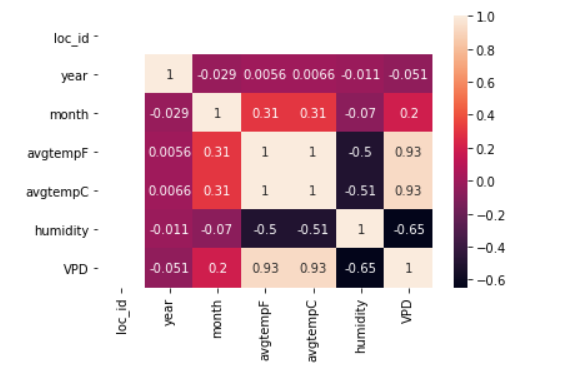 loc_id
year 1 -0.029 0.0056 0.0066 -0.011 -0.051
month -0.029 1 0.31 0.31 -0.07 0.2
avgtempF 0.0056 0.31 1 1 -0.5 0.93
avgtempC 0.0066 0.31 1 1 -0.51 0.93
humidity -0.011 -0.07 -0.5 -0.51 1 -0.65
VPD -0.051 0.2 0.93 0.93 -0.65 1
loc_id year month avgtempF avgtempC humidity VPD
1.0
0.8
0.6
0.4
0.2
0.0
−0.2
−0.4
−0.6